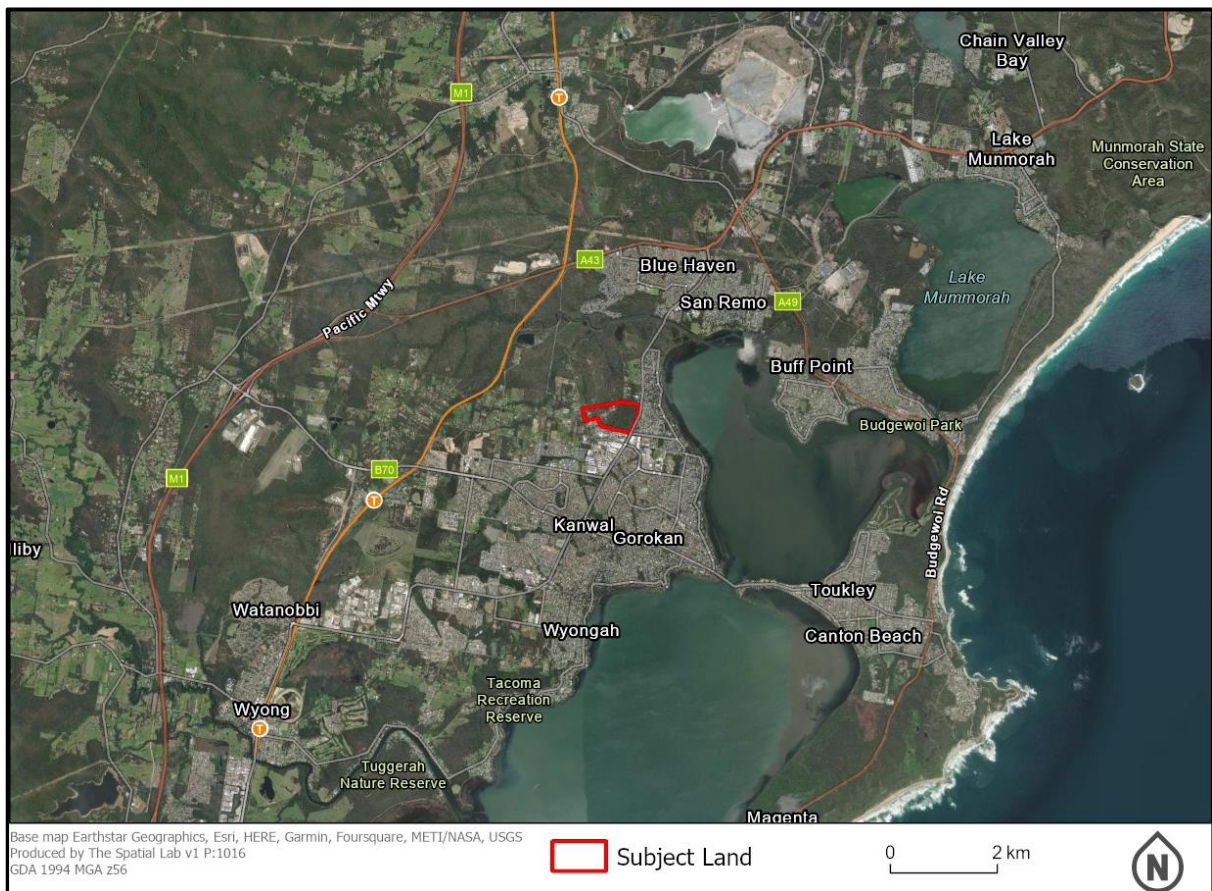 Chain Valley
Bay
M1
T
Lake
Munmorah
Munmorah State
Conservation
Area
A43
Blue Haven
San Remo
A49
Lake
Mummorah
Pacific Mtwy
Buff Point
Budgewoi Park
B70
M1
T
Kanwal
Gorokan
lliby
Budgewoi Rd
Toukley
Watanobbi
Wyongah
Canton Beach
Tacoma
Recreation
Reserve
Wyong
T
Tuggerah
Nature Reserve
Magenta
Base map Earthstar Geographics, Esri, HERE, Garmin, Foursquare, METI/NASA, USGS
Produced by The Spatial Lab v1 P:1016
GDA 1994 MGA z56
Subject Land
0 2 km
N